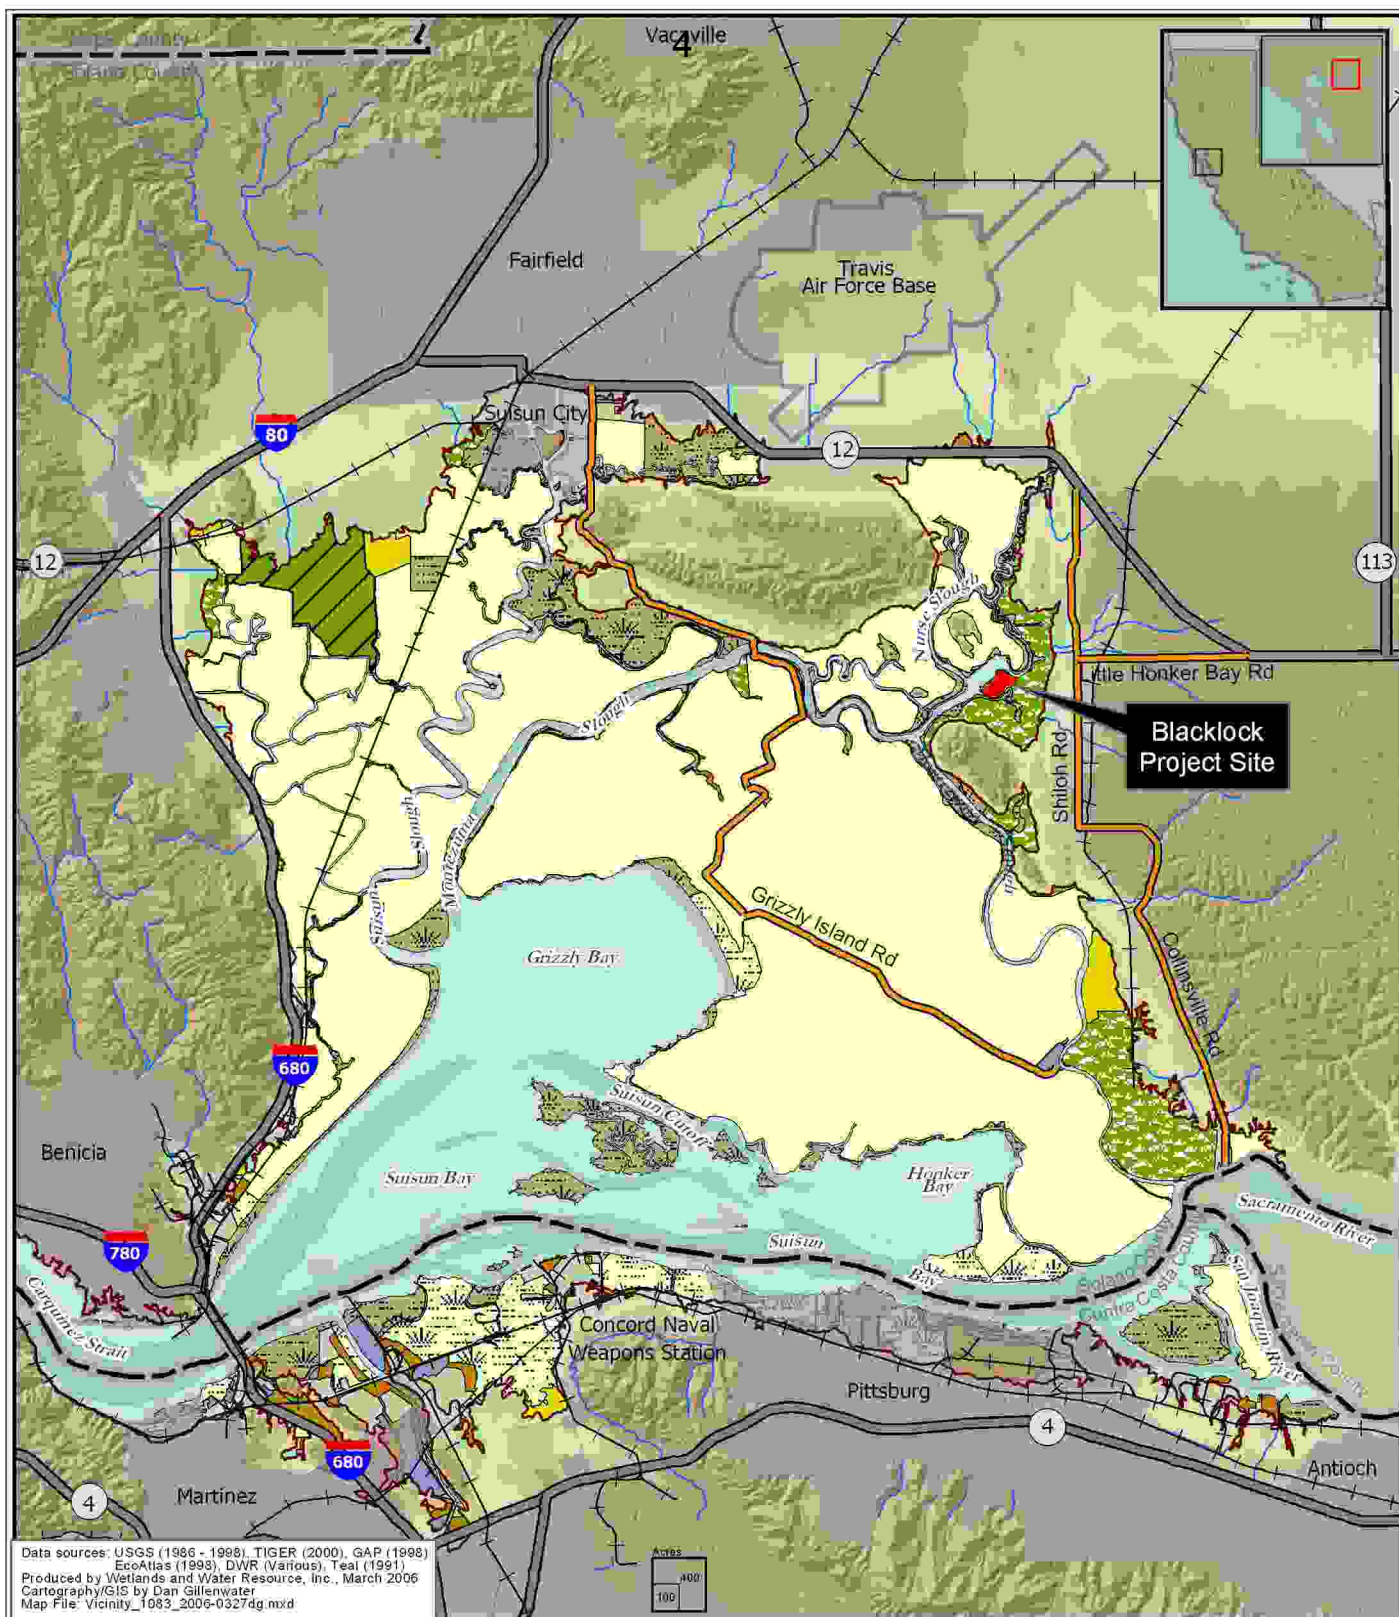 Napa County
Solano County
Vacaville
4
Fairfield
Travis
Air Force Base
Suisun City
80
12
12
113
Nurse Slough
Little Honker Bay Rd
Blacklock
Project Site
Shiloh Rd
Slough
Montezuma
Slough
Suisun
Grizzly Island Rd
Grizzly Bay
Collinsville Rd
680
Suisun Cutoff
Benicia
Suisun Bay
Honker
Bay
Sacramento River
780
Suisun
Bay
Solano County
Contra Costa County
San Joaquin River
Carquinez Strait
Concord Naval
Weapons Station
Pittsburg
4
680
Antioch
Martinez
4
Data sources: USGS (1986 - 1998), TIGER (2000), GAP (1998)
EcoAtlas (1998), DWR (Various), Teal (1991)
Produced by Wetlands and Water Resource, Inc., March 2006
Cartography/GIS by Dan Gillenwater
Map File: Vicinity_1083_2006-0327dg.mxd
Acres
400
100